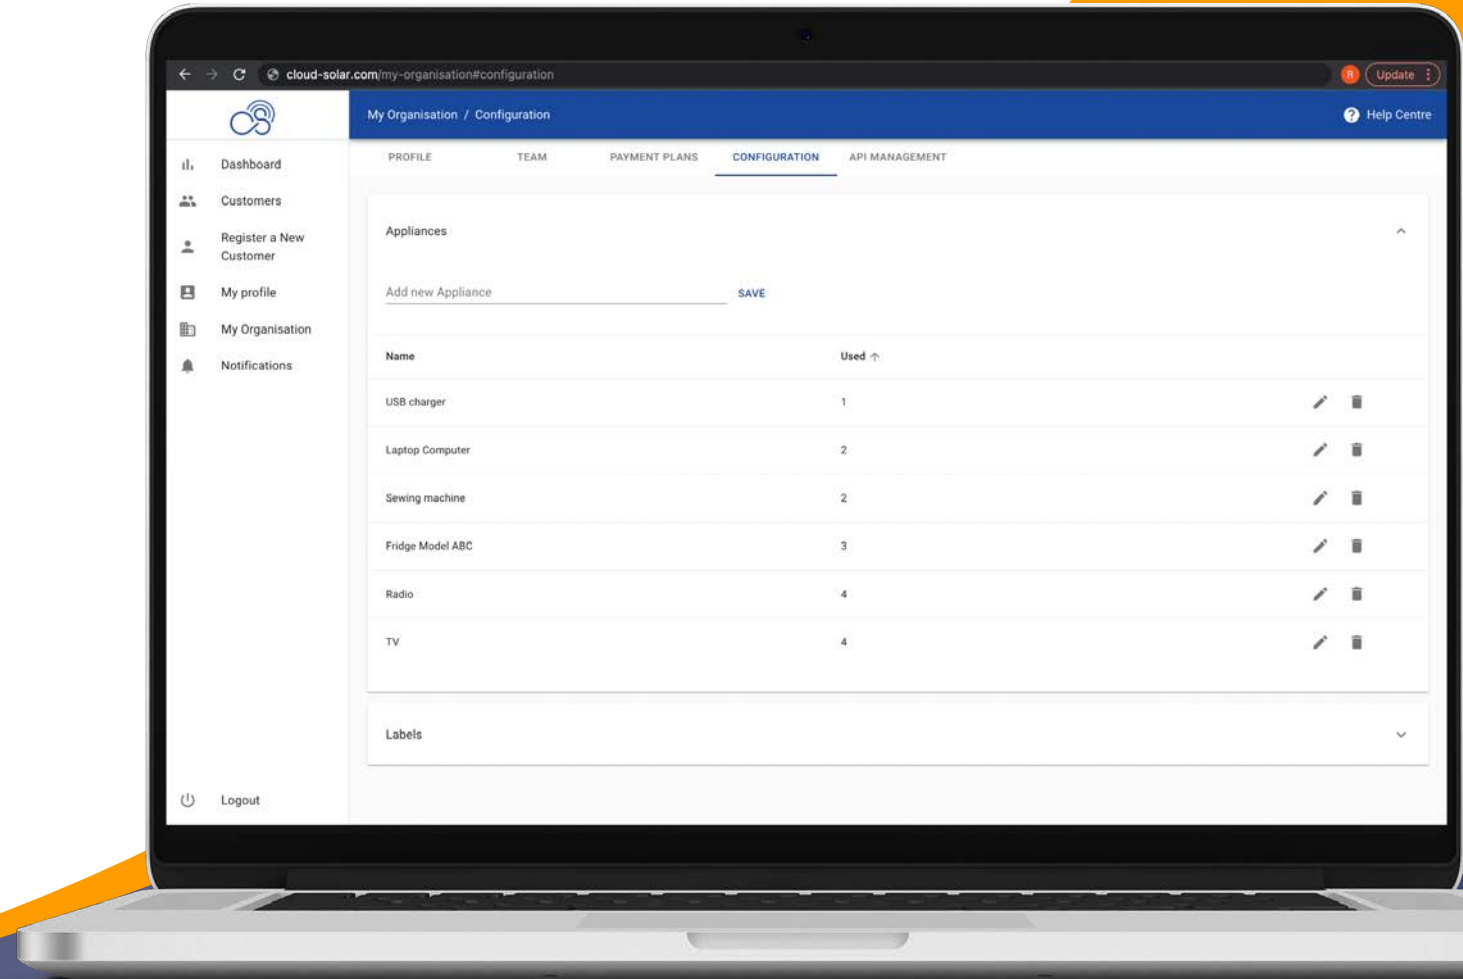 cloud-solar.com/my-organisation#configuration
R
Update
CS
My Organisation / Configuration
Help Centre
Dashboard
Customers
Register a New
Customer
My profile
My Organisation
Notifications
Logout
PROFILE TEAM PAYMENT PLANS CONFIGURATION API MANAGEMENT
Appliances
Add new Appliance SAVE
Name Used
USB charger 1
Laptop Computer 2
Sewing machine 2
Fridge Model ABC 3
Radio 4
TV 4
Labels